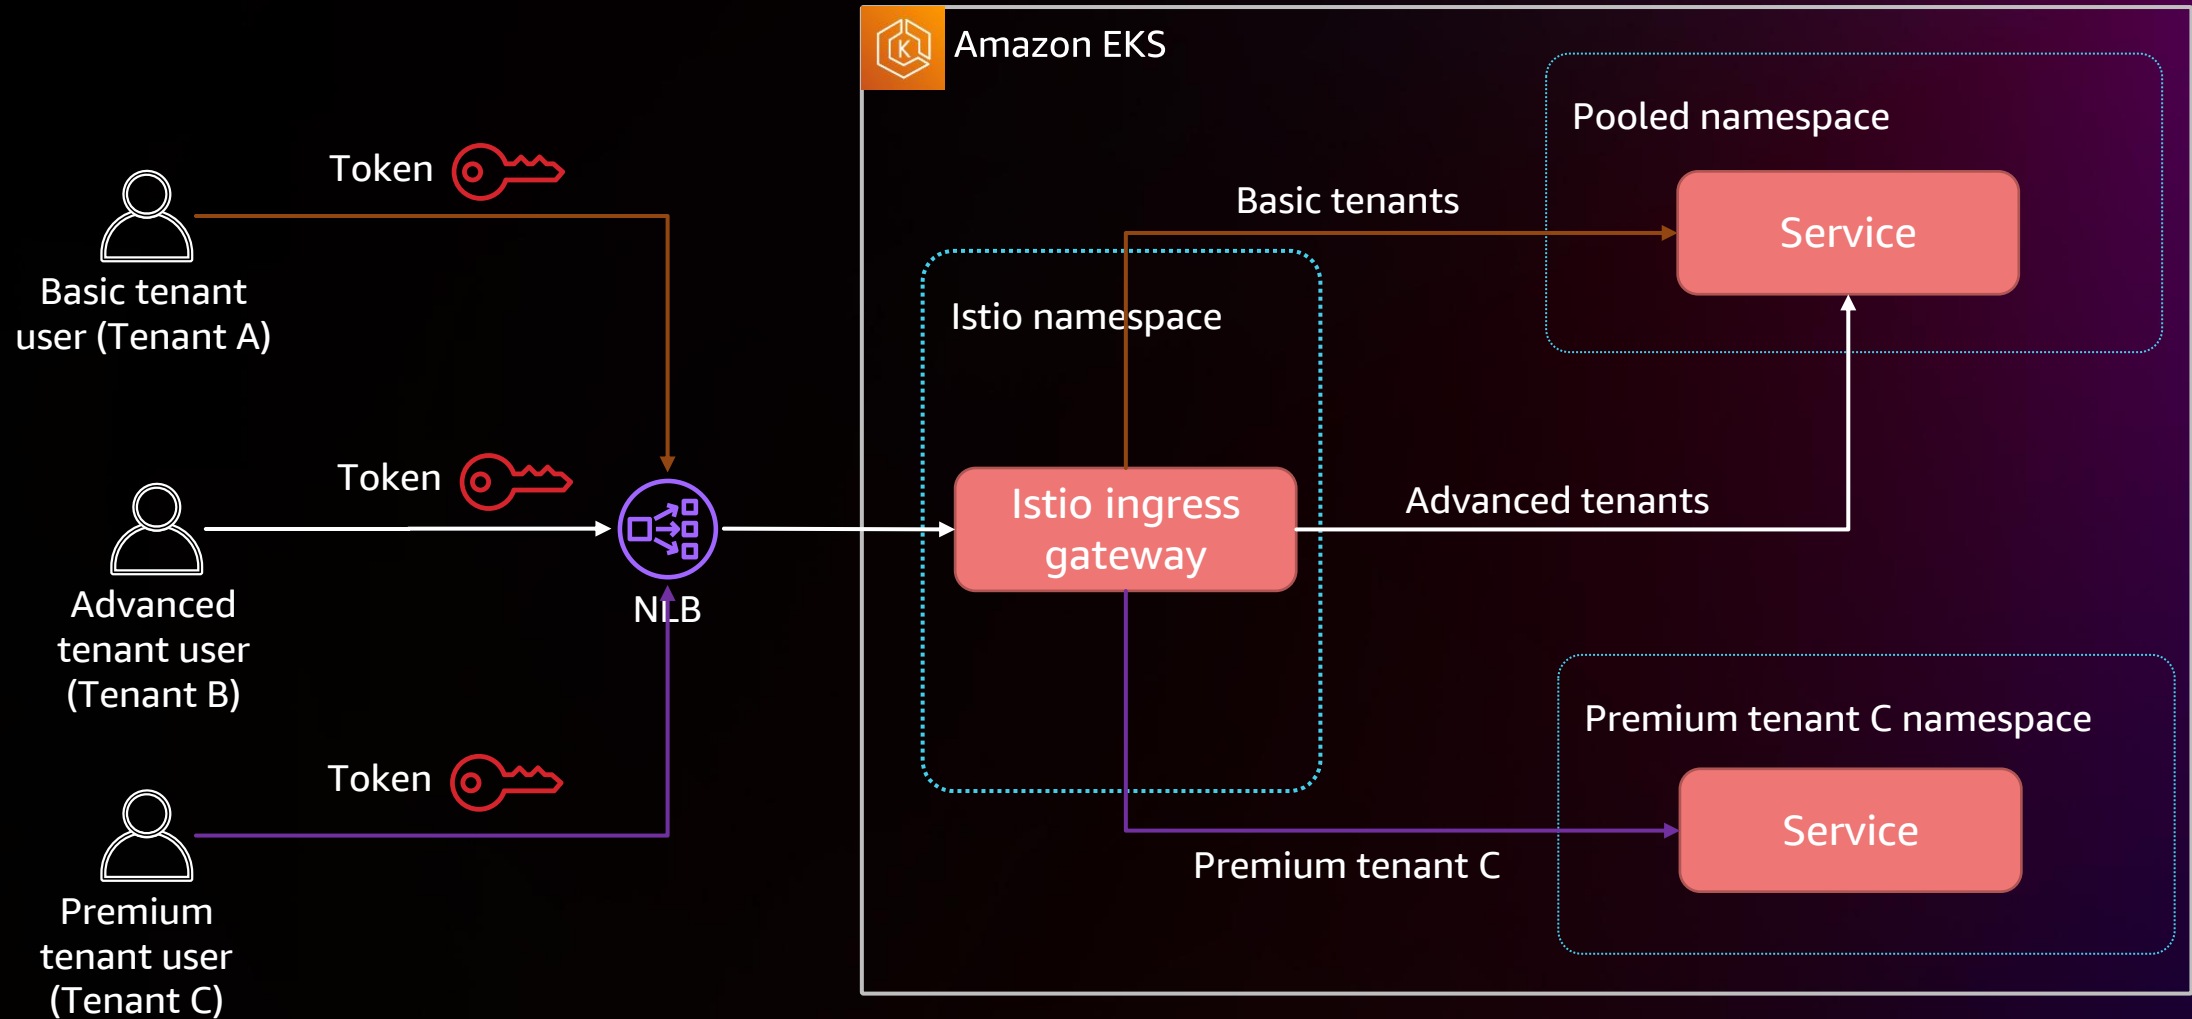 Amazon EKS
Pooled namespace
Token
Basic tenants
Service
Basic tenant
user (Tenant A)
Istio namespace
Token
Istio ingress
gateway
Advanced tenants
NLB
Advanced
tenant user
(Tenant B)
Premium tenant C namespace
Token
Service
Premium tenant C
Premium
tenant user
(Tenant C)
K